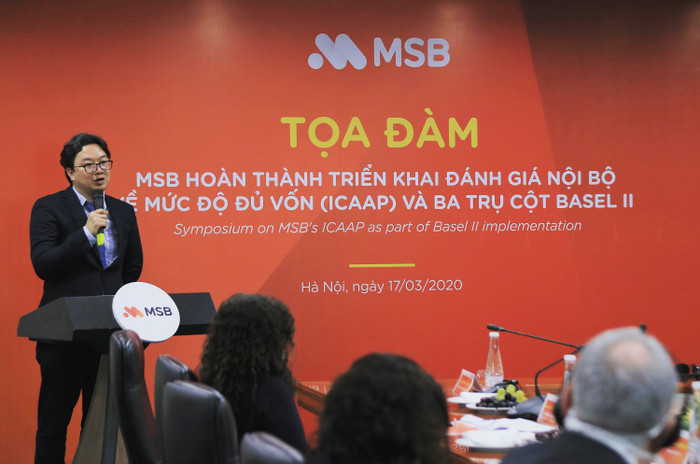 MSB
TỌA ĐÀM
MSB HOÀN THÀNH TRIỂN KHAI ĐÁNH GIÁ NỘI BỘ
VỀ MỨC ĐỘ ĐỦ VỐN (ICAAP) VÀ BA TRỤ CỘT BASEL II
Symposium on MSB's ICAAP as part of Basel II implementation
Hà Nội, ngày 17/03/2020
MSB